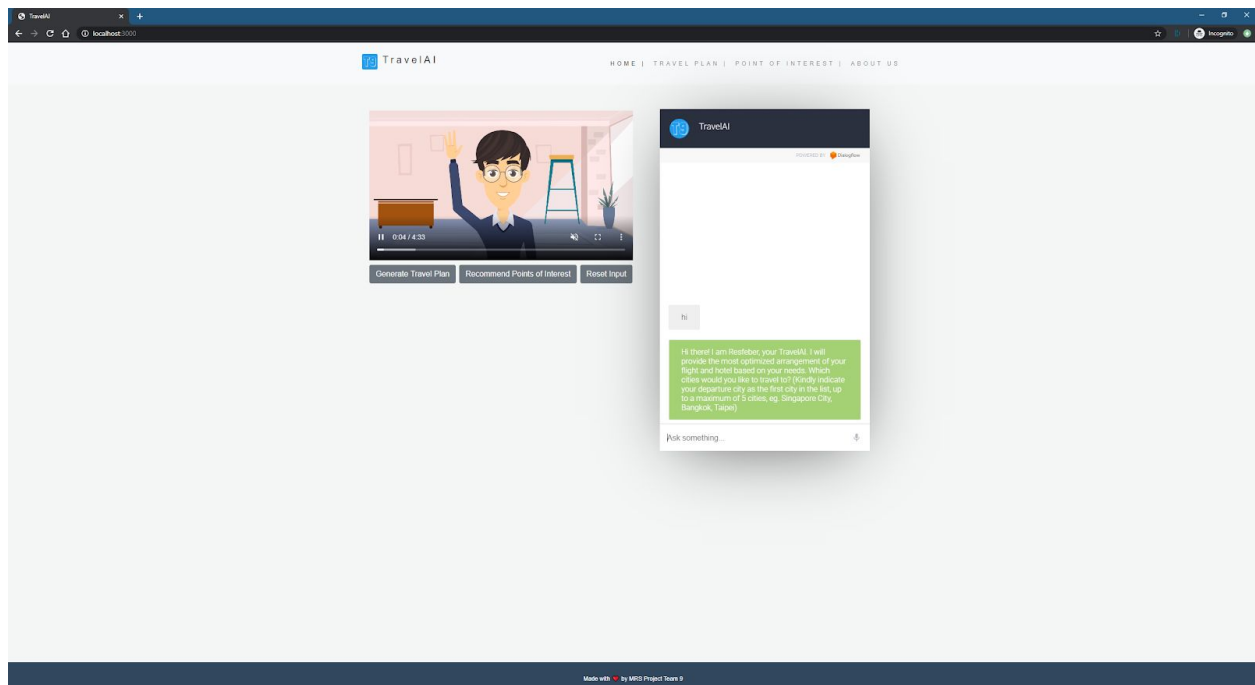 TravelAI
localhost:3000
Incognito
T9 TravelAI
HOME | TRAVEL PLAN | POINT OF INTEREST | ABOUT US
0:04 / 4:33
Generate Travel Plan
Recommend Points of Interest
Reset Input
T9
TravelAI
POWERED BY Dialogflow
hi
Hi there! I am Resfeber, your TravelAI. I will
provide the most optimized arrangement of your
flight and hotel based on your needs. Which
cities would you like to travel to? (Kindly indicate
your departure city as the first city in the list, up
to a maximum of 5 cities, eg. Singapore City,
Bangkok, Taipei)
Ask something...
Made with ❤ by MRS Project Team 9